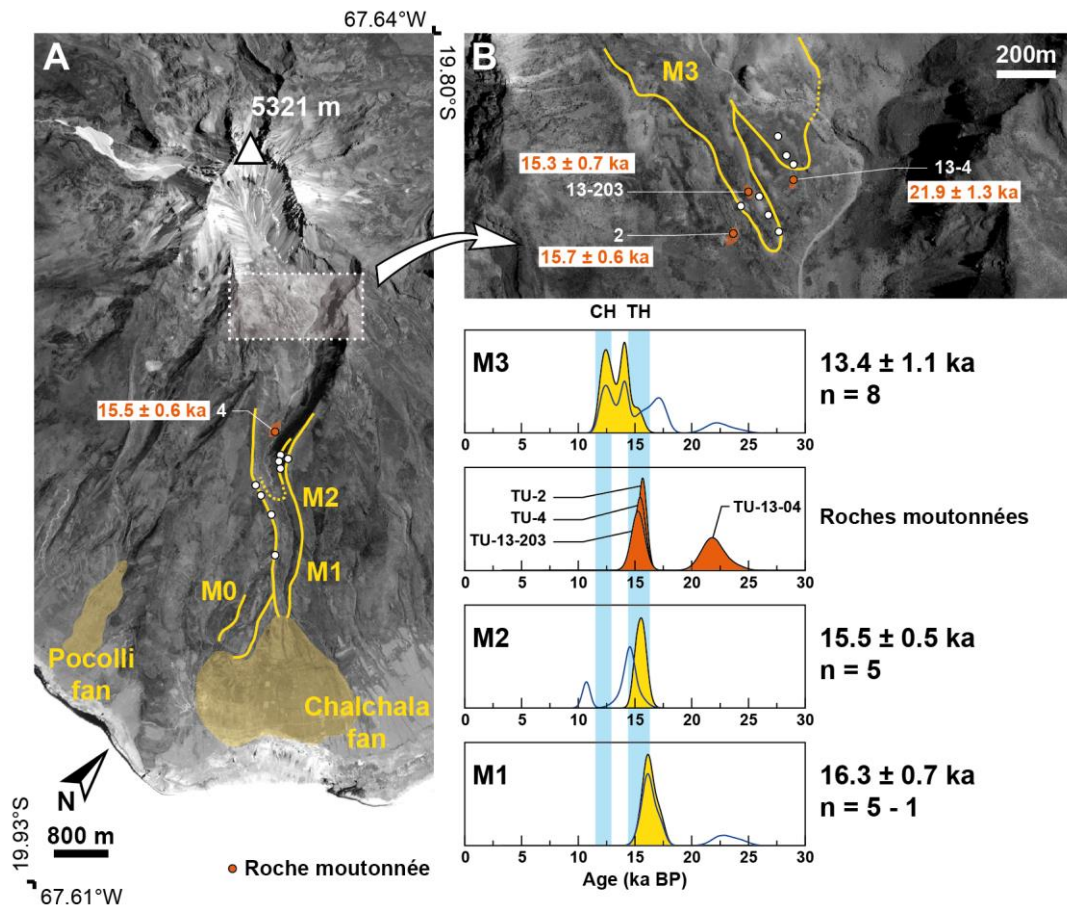 67.64°W
19.80°S
A
5321 m
15.5 ± 0.6 ka 4
M2
M1
M0
Pocolli
fan
Chalchala
fan
N
800 m
19.93°S
67.61°W
Roche moutonnée
B
200m
M3
15.3 ± 0.7 ka
13-203
13-4
21.9 ± 1.3 ka
2
15.7 ± 0.6 ka
CH TH
M3
13.4 ± 1.1 ka
n = 8
0 5 10 15 20 25 30
TU-2
TU-4
TU-13-203
TU-13-04
Roches moutonnées
0 5 10 15 20 25 30
M2
15.5 ± 0.5 ka
n = 5
0 5 10 15 20 25 30
M1
16.3 ± 0.7 ka
n = 5 - 1
0 5 10 15 20 25 30
Age (ka BP)